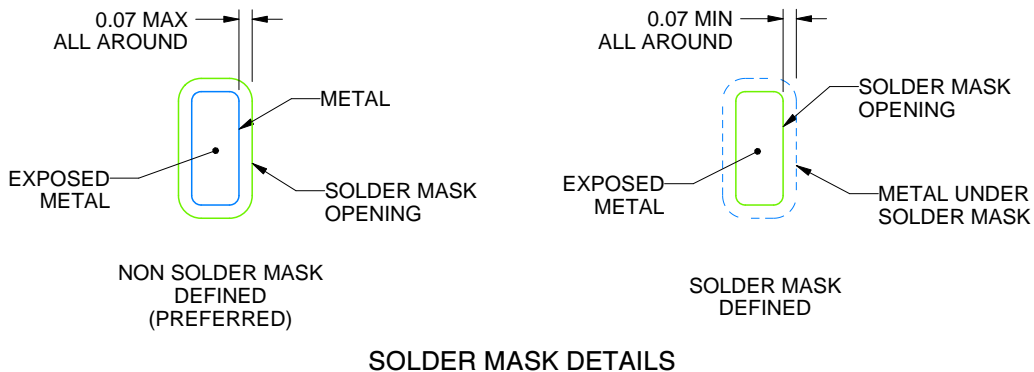 0.07 MAX
ALL AROUND
METAL
EXPOSED
METAL
SOLDER MASK
OPENING
NON SOLDER MASK
DEFINED
(PREFERRED)
0.07 MIN
ALL AROUND
SOLDER MASK
OPENING
EXPOSED
METAL
METAL UNDER
SOLDER MASK
SOLDER MASK
DEFINED
SOLDER MASK DETAILS